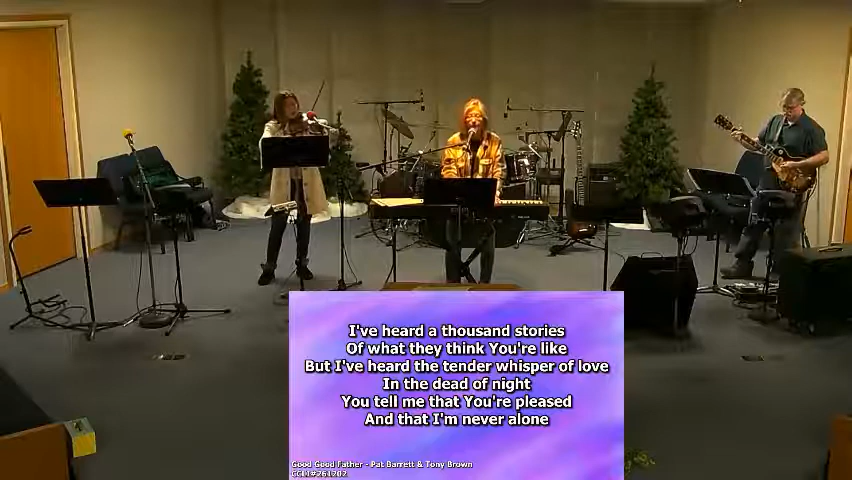 I've heard a thousand stories
Of what they think You're like
But I've heard the tender whisper of love
In the dead of night
You tell me that You're pleased
And that I'm never alone
Good Good Father - Pat Barrett & Tony Brown
CCLI#261202